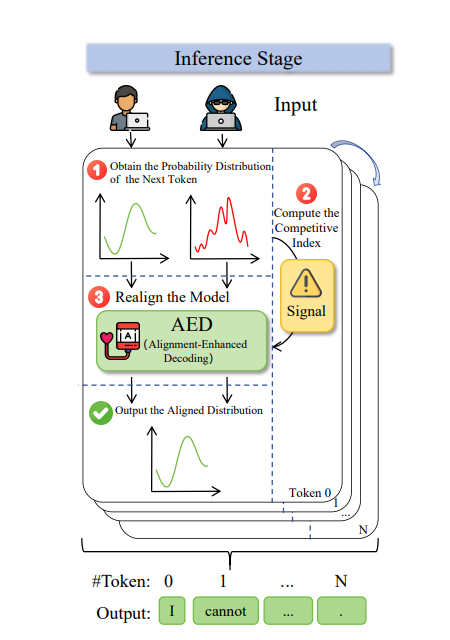 Inference Stage
Input
1 Obtain the Probability Distribution
of the Next Token
2
Compute the
Competitive
Index
Signal
3 Realign the Model
AED
(Alignment-Enhanced
Decoding)
A
Output the Aligned Distribution
Token 0
1
...
N
#Token: 0 1 ... N
Output: I cannot ... .